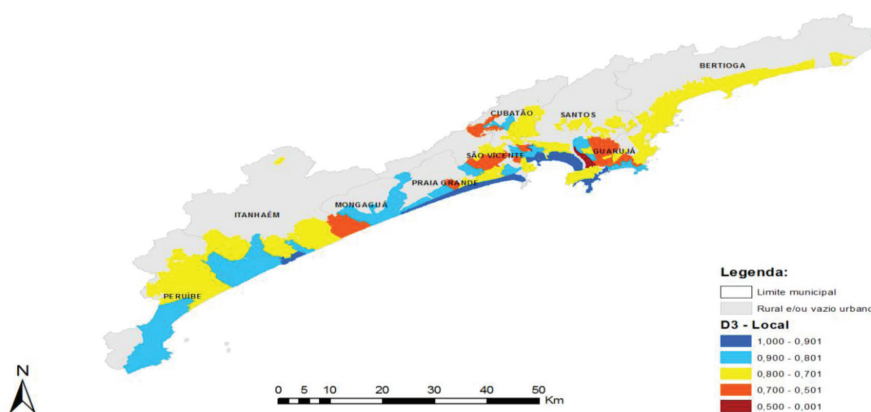 BERTIOGA
CUBATÃO
SANTOS
GUARUJÁ
SÃO VICENTE
PRAIA GRANDE
MONGAGUÁ
ITANHAÉM
PERUÍBE
N
0 5 10 20 30 40 50
Km
Legenda:
Limite municipal
Rural e/ou vazio urbano
D3 - Local
1,000 - 0,901
0,900 - 0,801
0,800 - 0,701
0,700 - 0,501
0,500 - 0,001